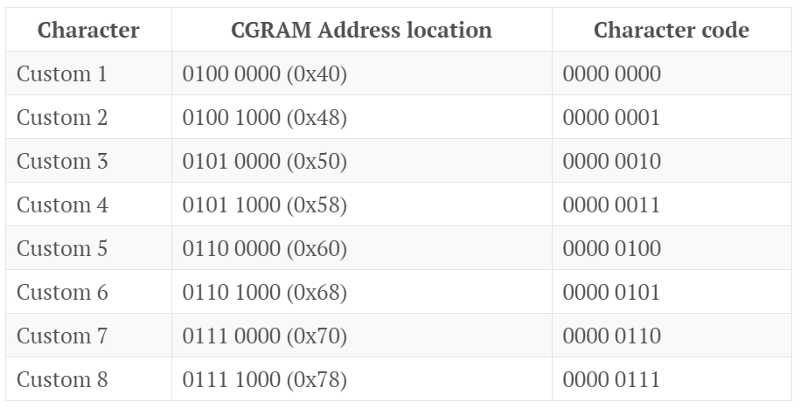 Character CGRAM Address location Character code
Custom 1 0100 0000 (0x40) 0000 0000
Custom 2 0100 1000 (0x48) 0000 0001
Custom 3 0101 0000 (0x50) 0000 0010
Custom 4 0101 1000 (0x58) 0000 0011
Custom 5 0110 0000 (0x60) 0000 0100
Custom 6 0110 1000 (0x68) 0000 0101
Custom 7 0111 0000 (0x70) 0000 0110
Custom 8 0111 1000 (0x78) 0000 0111